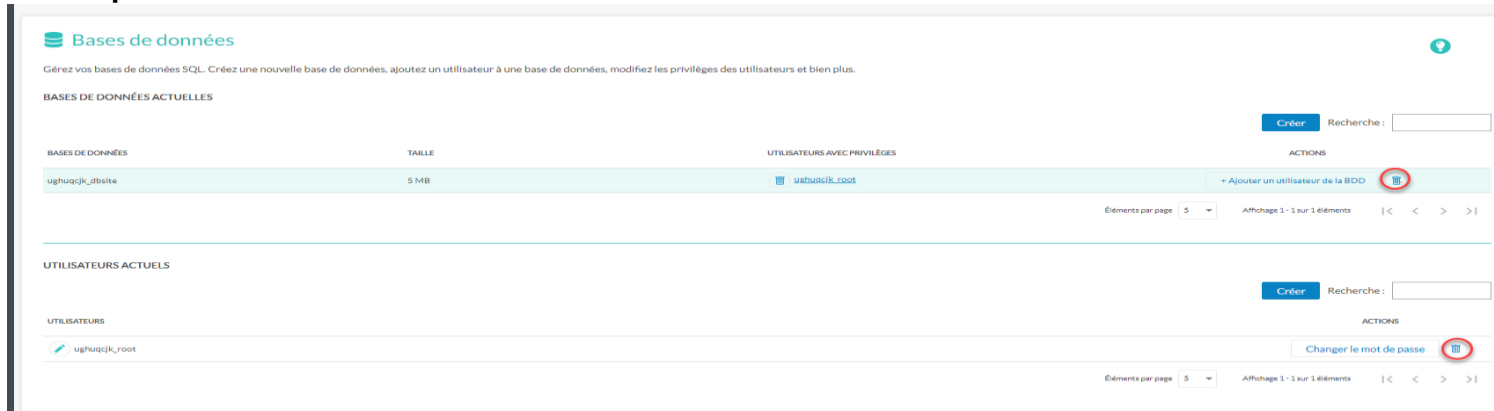 Bases de données
Gérez vos bases de données SQL. Créez une nouvelle base de données, ajoutez un utilisateur à une base de données, modifiez les privilèges des utilisateurs et bien plus.
BASES DE DONNÉES ACTUELLES
Créer Recherche :
BASES DE DONNÉES TAILLE UTILISATEURS AVEC PRIVILÈGES ACTIONS
ughuqcjk_dbsite 5 MB ughuqcjk_root + Ajouter un utilisateur de la BDD
Éléments par page 5 Affichage 1 - 1 sur 1 éléments |< < > >|
UTILISATEURS ACTUELS
Créer Recherche :
UTILISATEURS ACTIONS
ughuqcjk_root Changer le mot de passe
Éléments par page 5 Affichage 1 - 1 sur 1 éléments |< < > >|